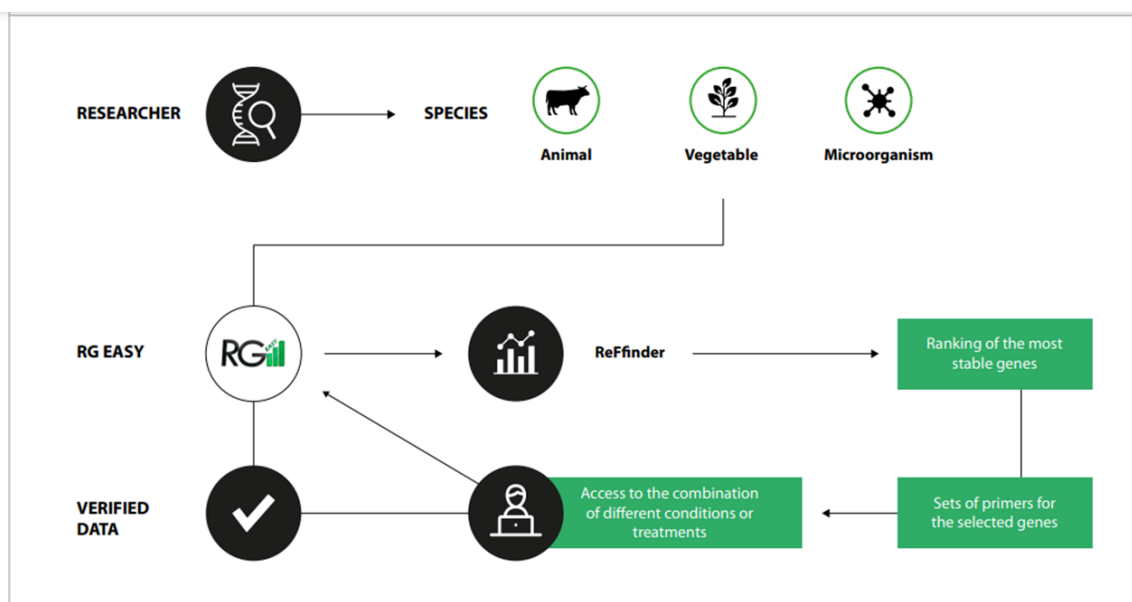 RESEARCHER
SPECIES
Animal
Vegetable
Microorganism
RG EASY
RG EASY
ReFfinder
Ranking of the most
stable genes
VERIFIED
DATA
Access to the combination
of different conditions or
treatments
Sets of primers for
the selected genes